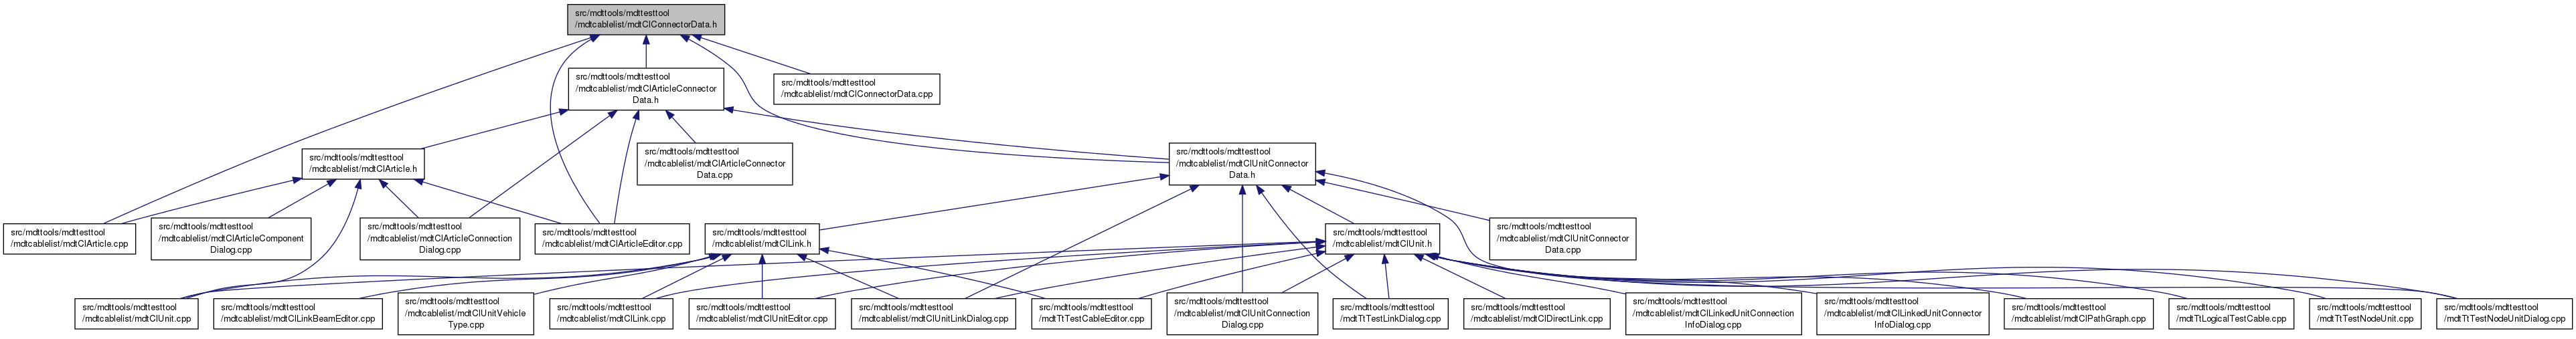 src/mdttools/mdttesttool
/mdtcablelist/mdtClConnectorData.h
src/mdttools/mdttesttool
/mdtcablelist/mdtClArticleConnector
Data.h
src/mdttools/mdttesttool
/mdtcablelist/mdtClConnectorData.cpp
src/mdttools/mdttesttool
/mdtcablelist/mdtClArticle.h
src/mdttools/mdttesttool
/mdtcablelist/mdtClArticleConnector
Data.cpp
src/mdttools/mdttesttool
/mdtcablelist/mdtClUnitConnector
Data.h
src/mdttools/mdttesttool
/mdtcablelist/mdtClArticle.cpp
src/mdttools/mdttesttool
/mdtcablelist/mdtClArticleComponent
Dialog.cpp
src/mdttools/mdttesttool
/mdtcablelist/mdtClArticleConnection
Dialog.cpp
src/mdttools/mdttesttool
/mdtcablelist/mdtClArticleEditor.cpp
src/mdttools/mdttesttool
/mdtcablelist/mdtClLink.h
src/mdttools/mdttesttool
/mdtcablelist/mdtClUnit.h
src/mdttools/mdttesttool
/mdtcablelist/mdtClUnitConnector
Data.cpp
src/mdttools/mdttesttool
/mdtcablelist/mdtClUnit.cpp
src/mdttools/mdttesttool
/mdtcablelist/mdtClLinkBeamEditor.cpp
src/mdttools/mdttesttool
/mdtcablelist/mdtClUnitVehicle
Type.cpp
src/mdttools/mdttesttool
/mdtcablelist/mdtClLink.cpp
src/mdttools/mdttesttool
/mdtcablelist/mdtClUnitEditor.cpp
src/mdttools/mdttesttool
/mdtcablelist/mdtClUnitLinkDialog.cpp
src/mdttools/mdttesttool
/mdtTtTestCableEditor.cpp
src/mdttools/mdttesttool
/mdtcablelist/mdtClUnitConnection
Dialog.cpp
src/mdttools/mdttesttool
/mdtTtTestLinkDialog.cpp
src/mdttools/mdttesttool
/mdtcablelist/mdtClDirectLink.cpp
src/mdttools/mdttesttool
/mdtcablelist/mdtClLinkedUnitConnection
InfoDialog.cpp
src/mdttools/mdttesttool
/mdtcablelist/mdtClLinkedUnitConnector
InfoDialog.cpp
src/mdttools/mdttesttool
/mdtcablelist/mdtClPathGraph.cpp
src/mdttools/mdttesttool
/mdtTtLogicalTestCable.cpp
src/mdttools/mdttesttool
/mdtTtTestNodeUnit.cpp
src/mdttools/mdttesttool
/mdtTtTestNodeUnitDialog.cpp